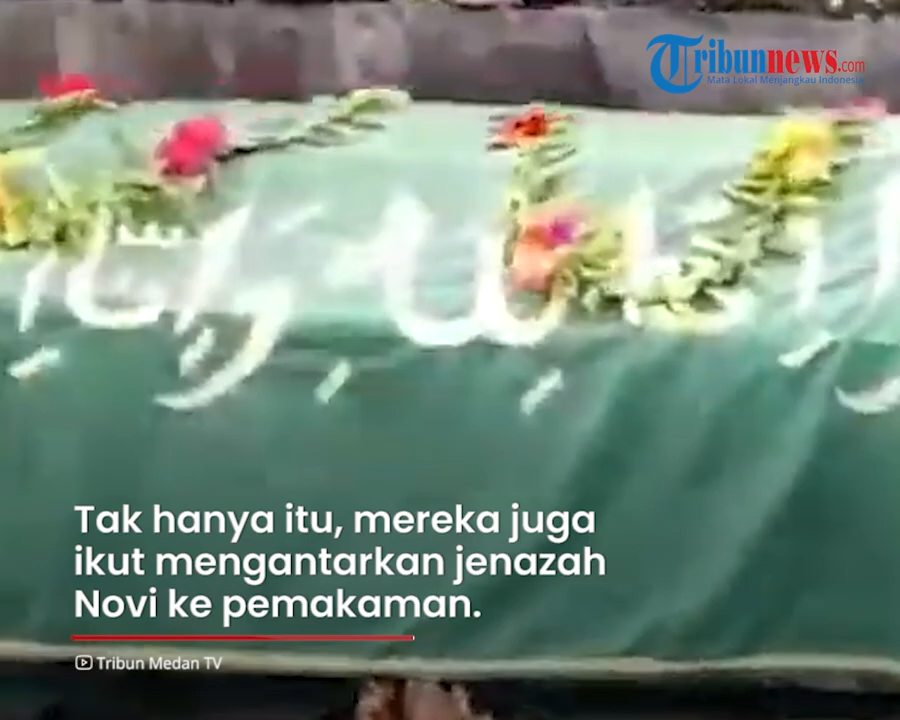 Tribunnews.com
Mata Lokal Menjangkau Indonesia
Tak hanya itu, mereka juga
ikut mengantarkan jenazah
Novi ke pemakaman.
Tribun Medan TV